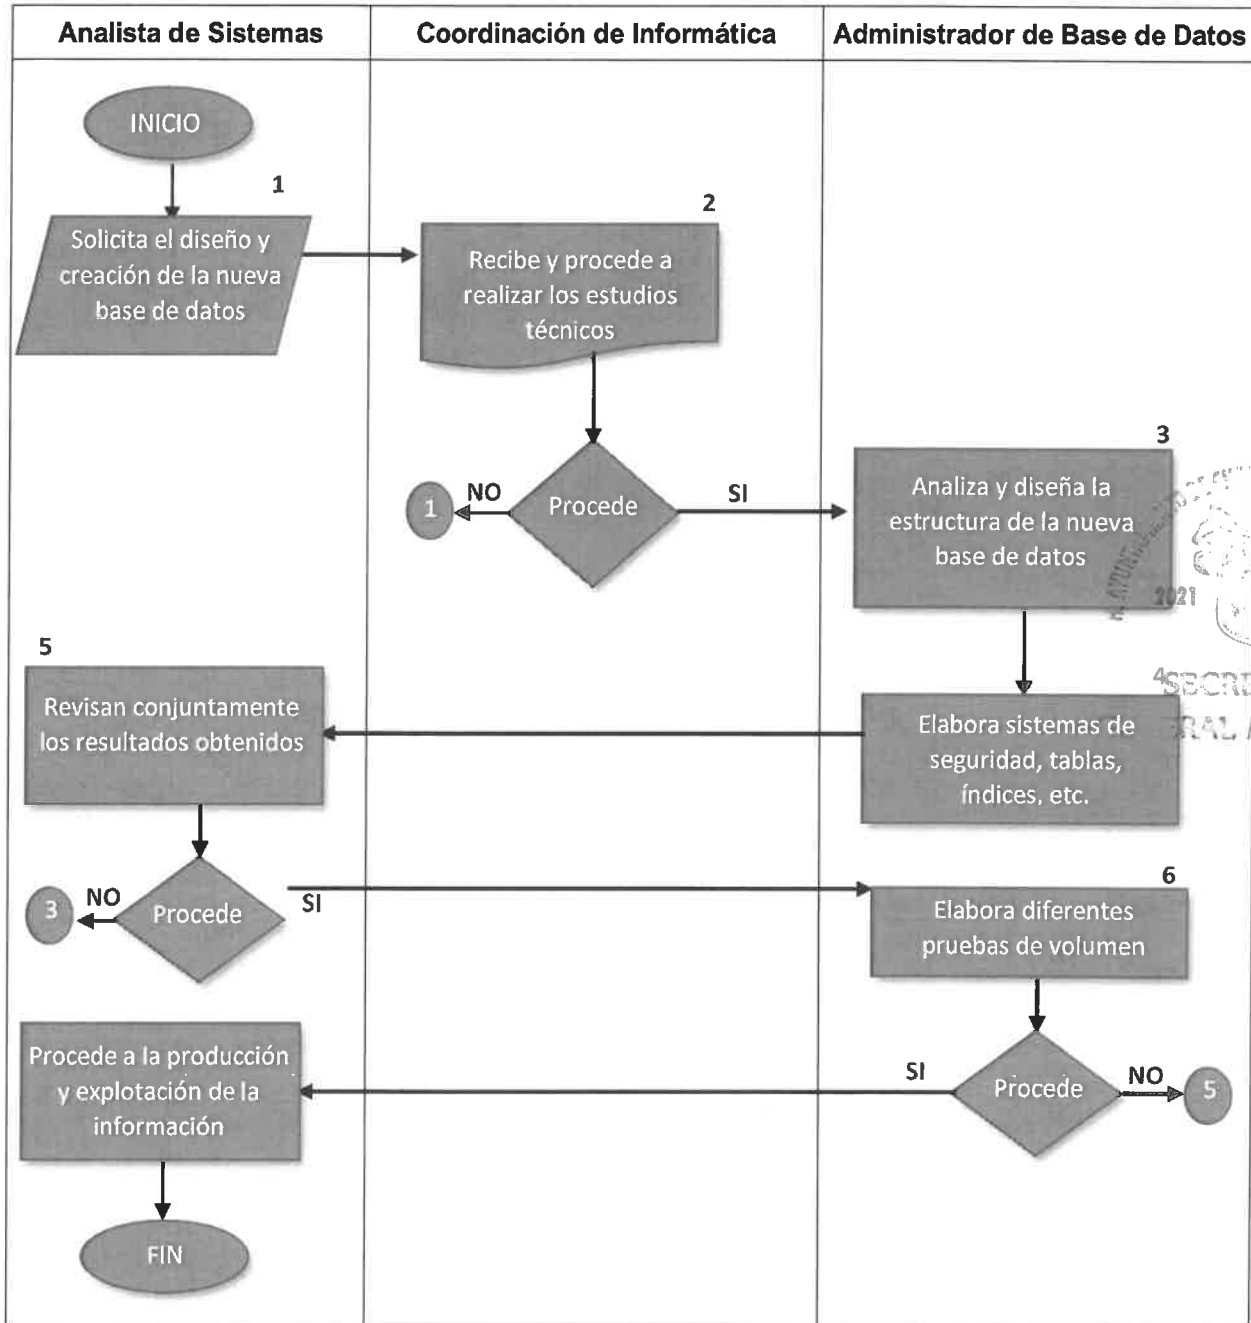 Analista de Sistemas
Coordinación de Informática
Administrador de Base de Datos
INICIO
1
Solicita el diseño y
creación de la nueva
base de datos
2
Recibe y procede a
realizar los estudios
técnicos
Procede
NO
1
SI
3
Analiza y diseña la
estructura de la nueva
base de datos
2021
4
Elabora sistemas de
seguridad, tablas,
índices, etc.
5
Revisan conjuntamente
los resultados obtenidos
Procede
NO
3
SI
6
Elabora diferentes
pruebas de volumen
Procede
SI
NO
5
Procede a la producción
y explotación de la
información
FIN